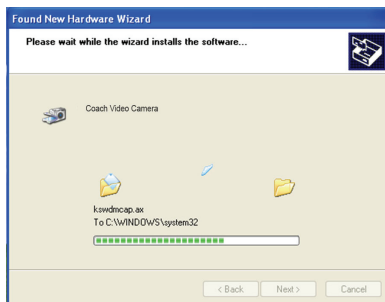 Found New Hardware Wizard
Please wait while the wizard installs the software...
Coach Video Camera
kswdmcap.ax
To C:\WINDOWS\system32
< Back Next > Cancel